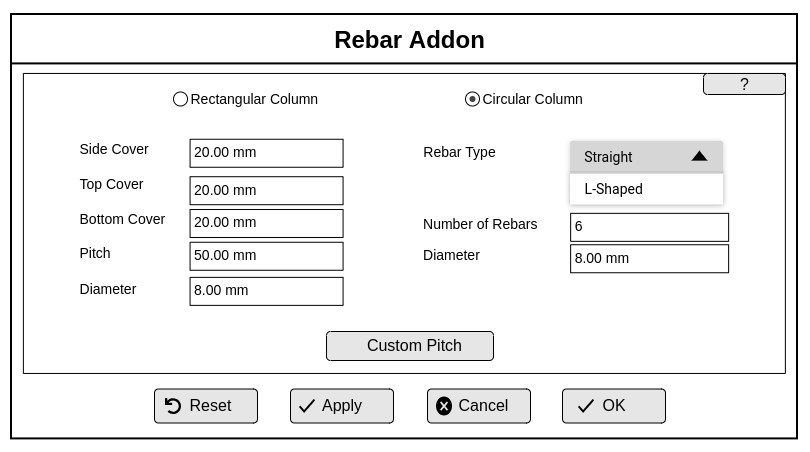 Rebar Addon
?
Rectangular Column
Circular Column
Side Cover
20.00 mm
Top Cover
20.00 mm
Bottom Cover
20.00 mm
Pitch
50.00 mm
Diameter
8.00 mm
Rebar Type
Straight
L-Shaped
Number of Rebars
6
Diameter
8.00 mm
Custom Pitch
Reset
Apply
Cancel
OK